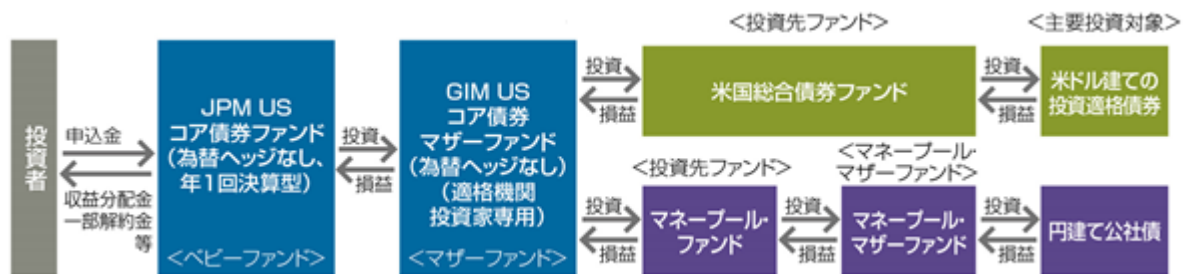 投資者
申込金
収益分配金
一部解約金
等
JPM US
コア債券ファンド
(為替ヘッジなし、
年1回決算型)
<ベビーファンド>
投資
損益
GIM US
コア債券
マザーファンド
(為替ヘッジなし)
(適格機関
投資家専用)
<マザーファンド>
<投資先ファンド>
投資
損益
米国総合債券ファンド
投資
損益
<主要投資対象>
米ドル建ての
投資適格債券
<投資先ファンド>
投資
損益
マネープール・
ファンド
投資
損益
<マネープール・
マザーファンド>
マネープール・
マザーファンド
投資
損益
円建て公社債